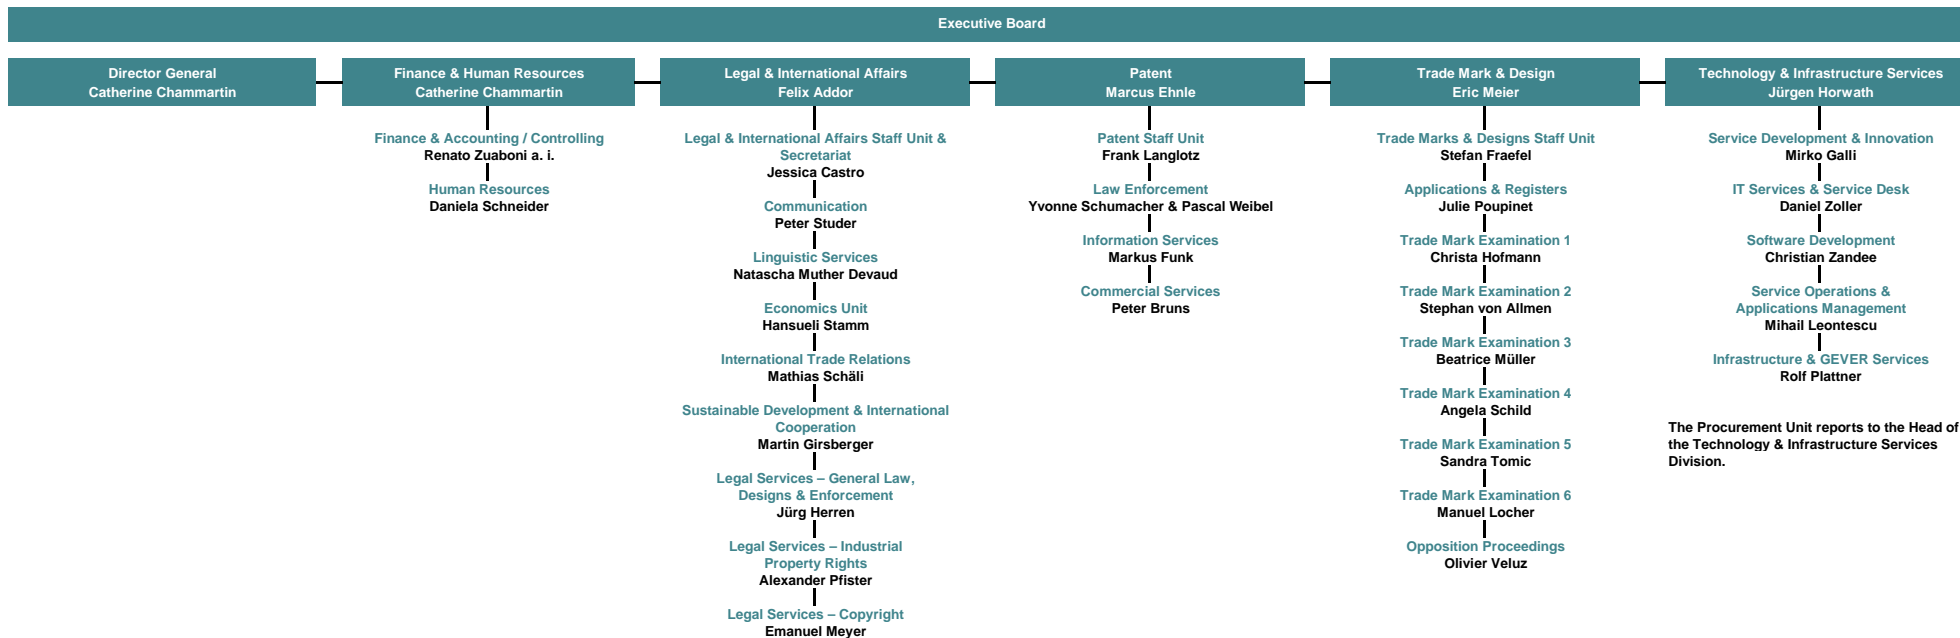 Executive Board
Director General
Catherine Chammartin
Finance & Human Resources
Catherine Chammartin
Finance & Accounting / Controlling
Renato Zuaboni a. i.
Human Resources
Daniela Schneider
Legal & International Affairs
Felix Addor
Legal & International Affairs Staff Unit &
Secretariat
Jessica Castro
Communication
Peter Studer
Linguistic Services
Natascha Muther Devaud
Economics Unit
Hansueli Stamm
International Trade Relations
Mathias Schäli
Sustainable Development & International
Cooperation
Martin Girsberger
Legal Services – General Law,
Designs & Enforcement
Jürg Herren
Legal Services – Industrial
Property Rights
Alexander Pfister
Legal Services – Copyright
Emanuel Meyer
Patent
Marcus Ehnle
Patent Staff Unit
Frank Langlotz
Law Enforcement
Yvonne Schumacher & Pascal Weibel
Information Services
Markus Funk
Commercial Services
Peter Bruns
Trade Mark & Design
Eric Meier
Trade Marks & Designs Staff Unit
Stefan Fraefel
Applications & Registers
Julie Poupinet
Trade Mark Examination 1
Christa Hofmann
Trade Mark Examination 2
Stephan von Allmen
Trade Mark Examination 3
Beatrice Müller
Trade Mark Examination 4
Angela Schild
Trade Mark Examination 5
Sandra Tomic
Trade Mark Examination 6
Manuel Locher
Opposition Proceedings
Olivier Veluz
Technology & Infrastructure Services
Jürgen Horwath
Service Development & Innovation
Mirko Galli
IT Services & Service Desk
Daniel Zoller
Software Development
Christian Zandee
Service Operations &
Applications Management
Mihail Leontescu
Infrastructure & GEVER Services
Rolf Plattner
The Procurement Unit reports to the Head of
the Technology & Infrastructure Services
Division.